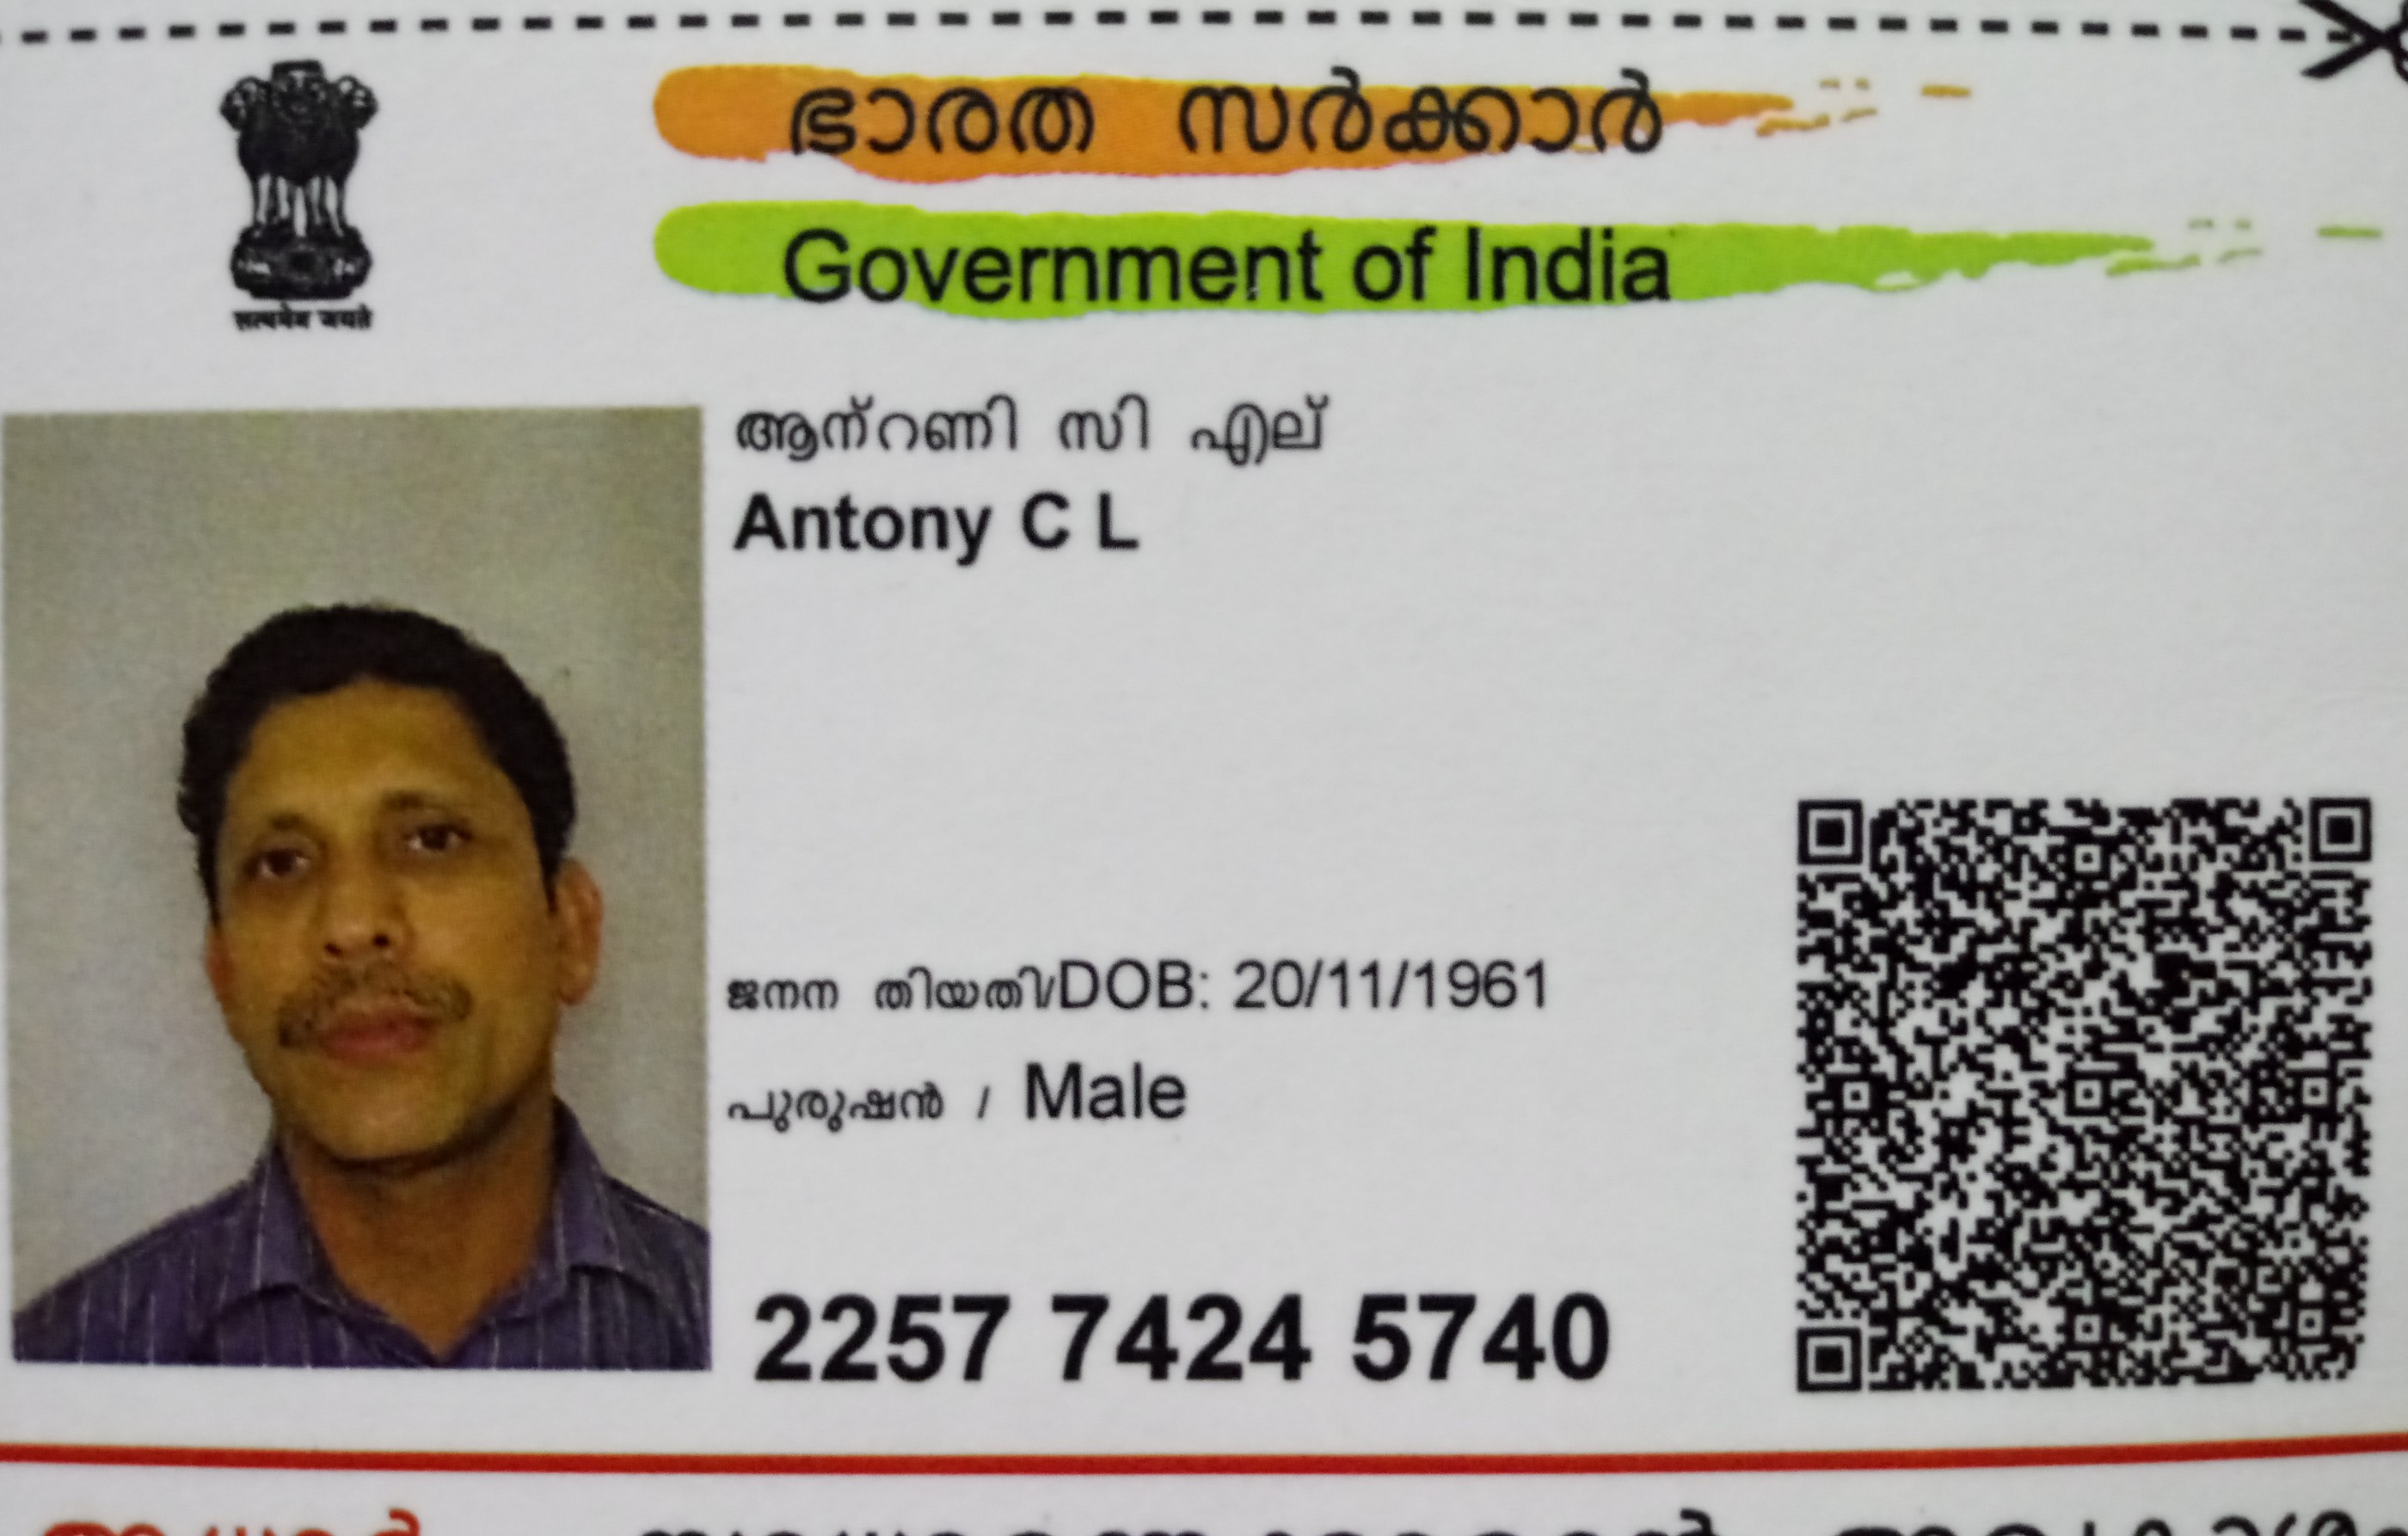 ഭാരത സർക്കാർ
Government of India
सत्यमेव जयते
ആന്റണി സി എല്
Antony C L
ജനന തിയതി/DOB: 20/11/1961
പുരുഷൻ / Male
2257 7424 5740